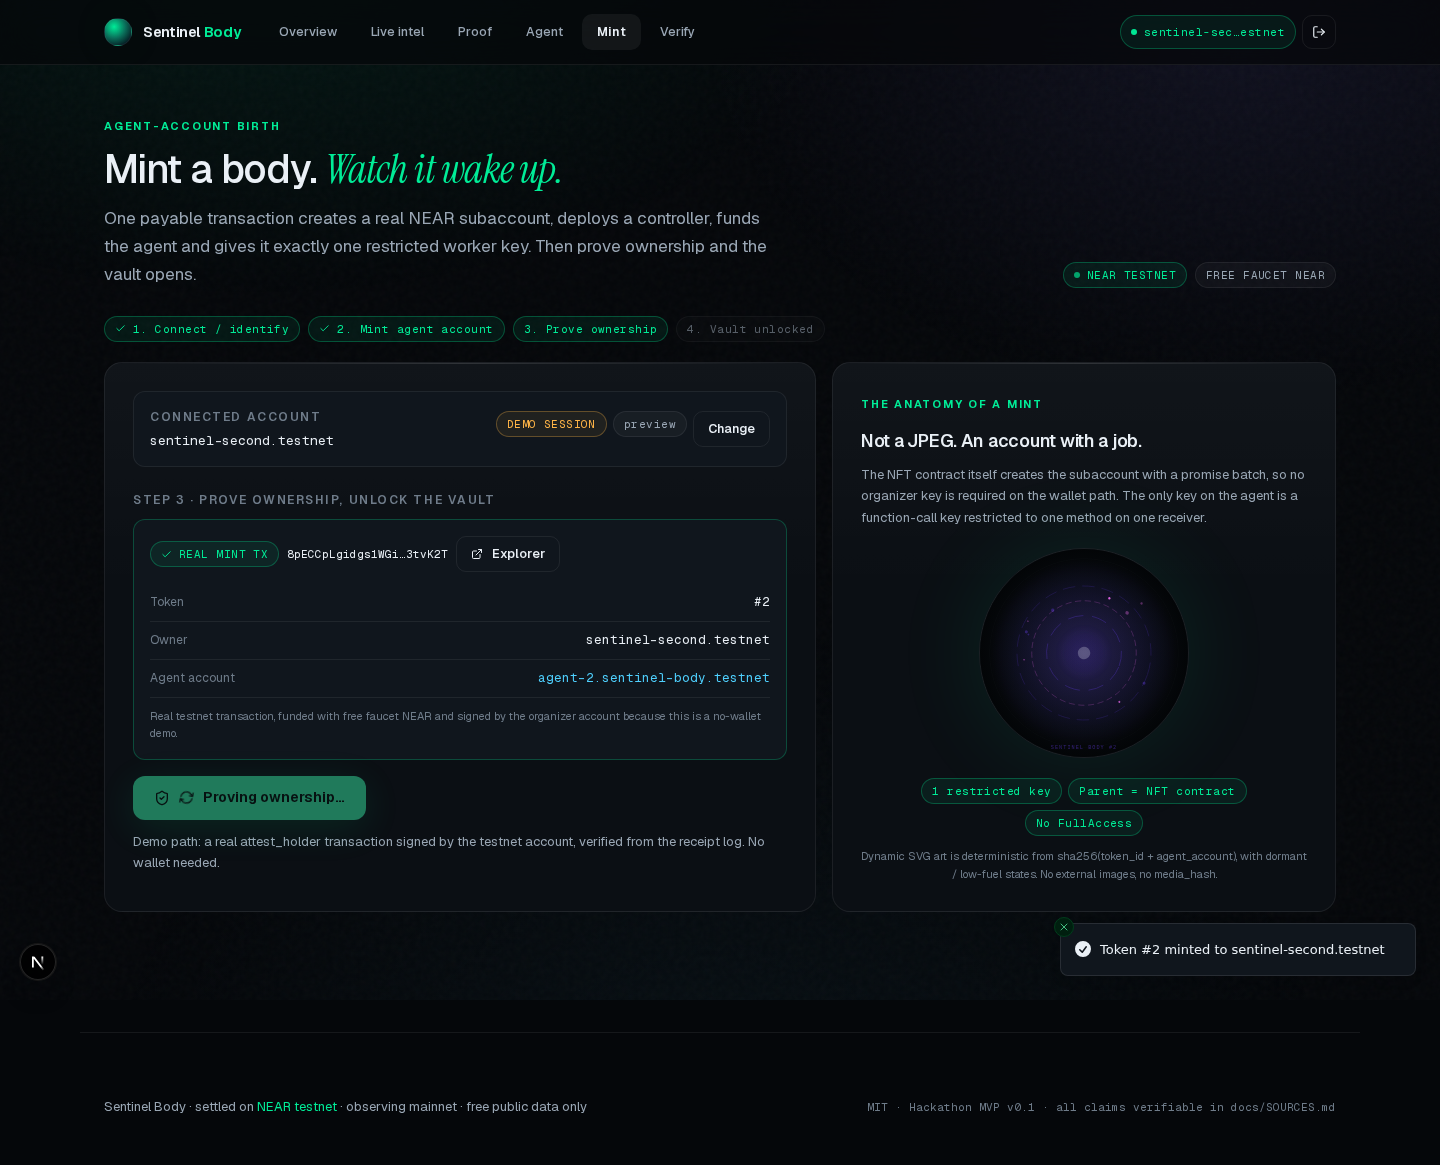 Sentinel Body
Overview
Live intel
Proof
Agent
Mint
Verify
sentinel-sec…estnet
AGENT-ACCOUNT BIRTH
Mint a body. Watch it wake up.
One payable transaction creates a real NEAR subaccount, deploys a controller, funds
the agent and gives it exactly one restricted worker key. Then prove ownership and the
vault opens.
NEAR TESTNET
FREE FAUCET NEAR
1. Connect / identify
2. Mint agent account
3. Prove ownership
4. Vault unlocked
CONNECTED ACCOUNT
sentinel-second.testnet
DEMO SESSION
preview
Change
STEP 3 · PROVE OWNERSHIP, UNLOCK THE VAULT
REAL MINT TX
8pECCpLgidgs1WGi…3tvK2T
Explorer
Token
#2
Owner
sentinel-second.testnet
Agent account
agent-2.sentinel-body.testnet
Real testnet transaction, funded with free faucet NEAR and signed by the organizer account because this is a no-wallet
demo.
Proving ownership…
Demo path: a real attest_holder transaction signed by the testnet account, verified from the receipt log. No
wallet needed.
THE ANATOMY OF A MINT
Not a JPEG. An account with a job.
The NFT contract itself creates the subaccount with a promise batch, so no
organizer key is required on the wallet path. The only key on the agent is a
function-call key restricted to one method on one receiver.
SENTINEL BODY #2
1 restricted key
Parent = NFT contract
No FullAccess
Dynamic SVG art is deterministic from sha256(token_id + agent_account), with dormant
/ low-fuel states. No external images, no media_hash.
Token #2 minted to sentinel-second.testnet
N
Sentinel Body · settled on NEAR testnet · observing mainnet · free public data only
MIT · Hackathon MVP v0.1 · all claims verifiable in docs/SOURCES.md